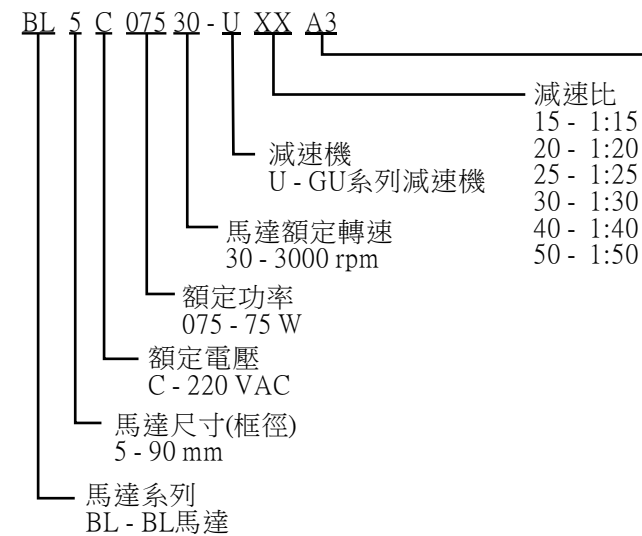 BL 5 C 075 30 - U XX A3
減速比
15 - 1:15
20 - 1:20
25 - 1:25
30 - 1:30
40 - 1:40
50 - 1:50
減速機
U - GU系列減速機
馬達額定轉速
30 - 3000 rpm
額定功率
075 - 75 W
額定電壓
C - 220 VAC
馬達尺寸(框徑)
5 - 90 mm
馬達系列
BL - BL馬達